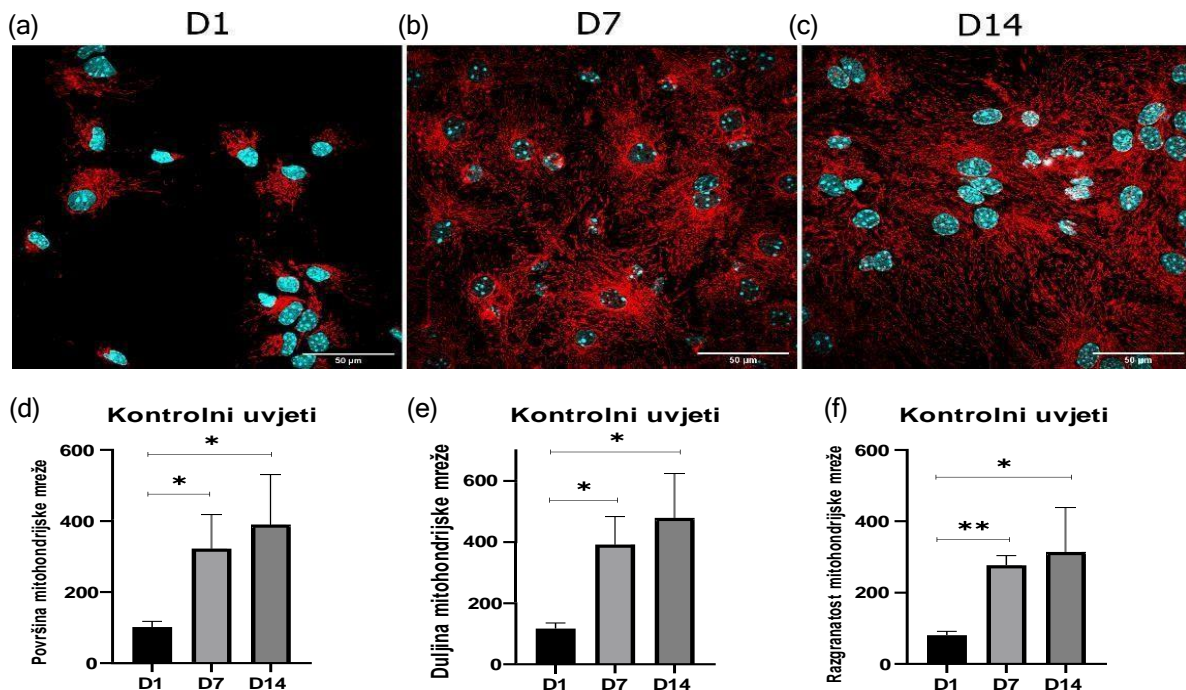 (a) D1 (b) D7 (c) D14
50 µm 50 µm 50 µm
(d) Kontrolni uvjeti
Površina mitohondrijske mreže
600
400
200
0
*
*
D1 D7 D14
(e) Kontrolni uvjeti
Duljina mitohondrijske mreže
600
400
200
0
*
*
D1 D7 D14
(f) Kontrolni uvjeti
Razgranatost mitohondrijske mreže
600
400
200
0
*
**
D1 D7 D14